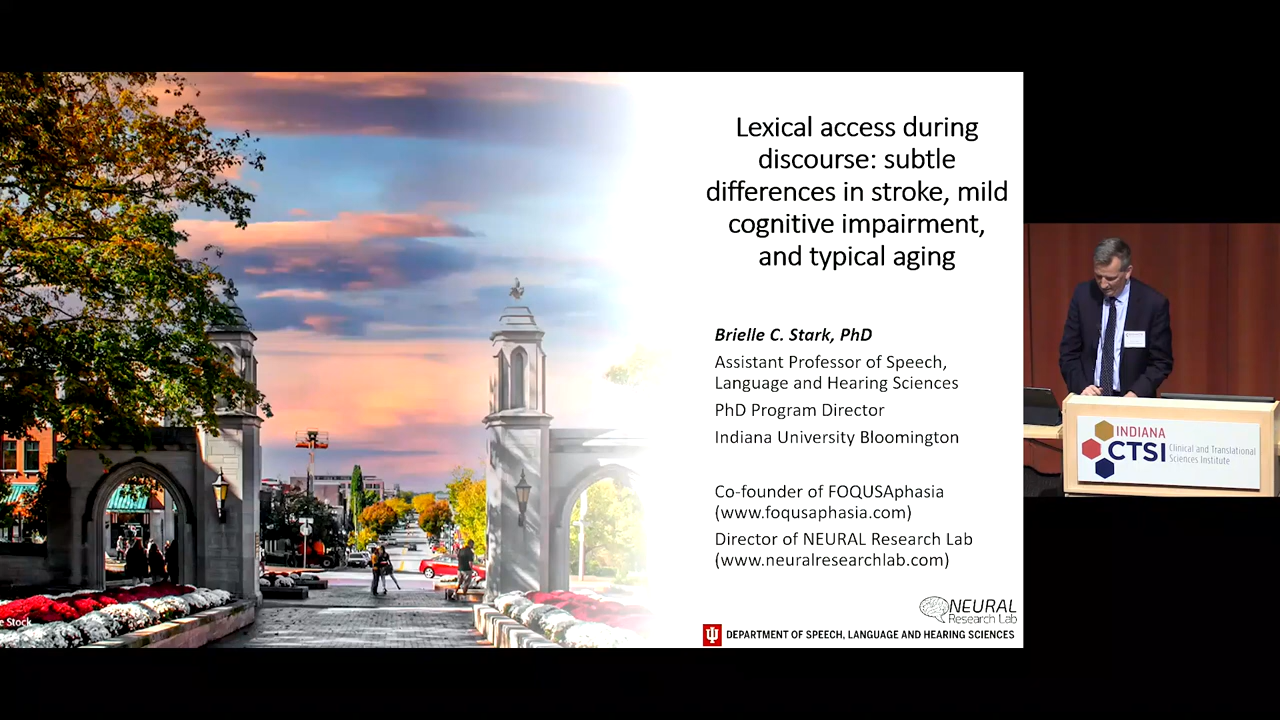 Lexical access during
discourse: subtle
differences in stroke, mild
cognitive impairment,
and typical aging
Brielle C. Stark, PhD
Assistant Professor of Speech,
Language and Hearing Sciences
PhD Program Director
Indiana University Bloomington
Co-founder of FOQUSAphasia
(www.foqusaphasia.com)
Director of NEURAL Research Lab
(www.neuralresearchlab.com)
NEURAL
Research Lab
DEPARTMENT OF SPEECH, LANGUAGE AND HEARING SCIENCES
e Stock
INDIANA
CTSI
Clinical and Translational
Sciences Institute